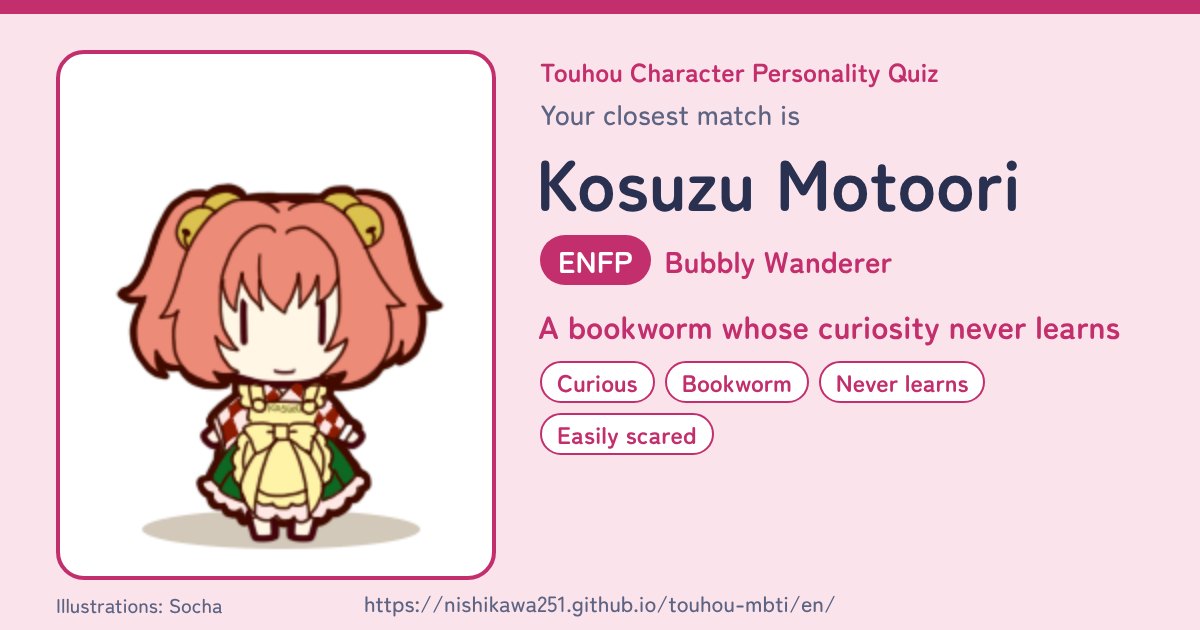 Touhou Character Personality Quiz
Your closest match is
Kosuzu Motoori
ENFP Bubbly Wanderer
A bookworm whose curiosity never learns
Curious Bookworm Never learns
Easily scared
Illustrations: Socha
https://nishikawa251.github.io/touhou-mbti/en/